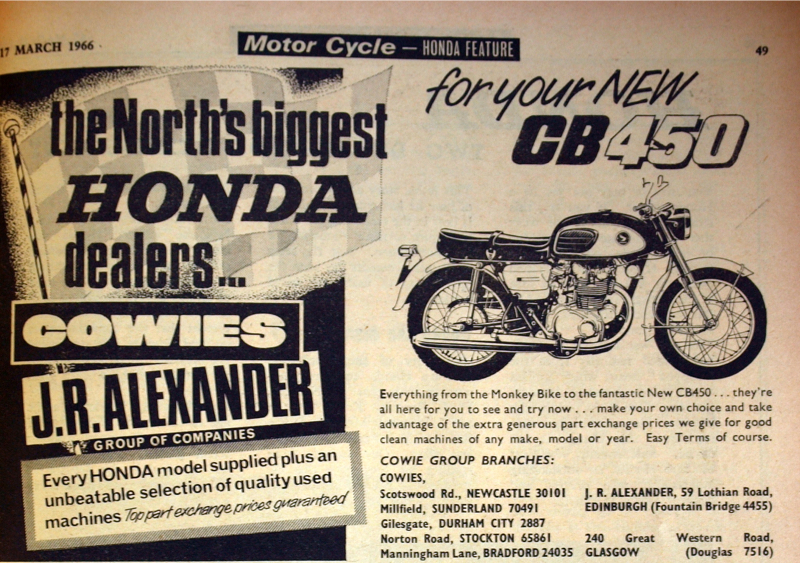 17 MARCH 1966
Motor Cycle — HONDA FEATURE
49
the North's biggest
HONDA
dealers...
COWIES
J.R.ALEXANDER
GROUP OF COMPANIES
Every HONDA model supplied plus an
unbeatable selection of quality used
machines Top part exchange prices guaranteed
for your NEW
CB 450
Everything from the Monkey Bike to the fantastic New CB450 . . . they're
all here for you to see and try now . . . make your own choice and take
advantage of the extra generous part exchange prices we give for good
clean machines of any make, model or year. Easy Terms of course.
COWIE GROUP BRANCHES:
COWIES,
Scotswood Rd., NEWCASTLE 30101
Millfield, SUNDERLAND 70491
Gilesgate, DURHAM CITY 2887
Norton Road, STOCKTON 65861
Manningham Lane, BRADFORD 24035
J. R. ALEXANDER, 59 Lothian Road,
EDINBURGH (Fountain Bridge 4455)
240 Great Western Road,
GLASGOW (Douglas 7516)